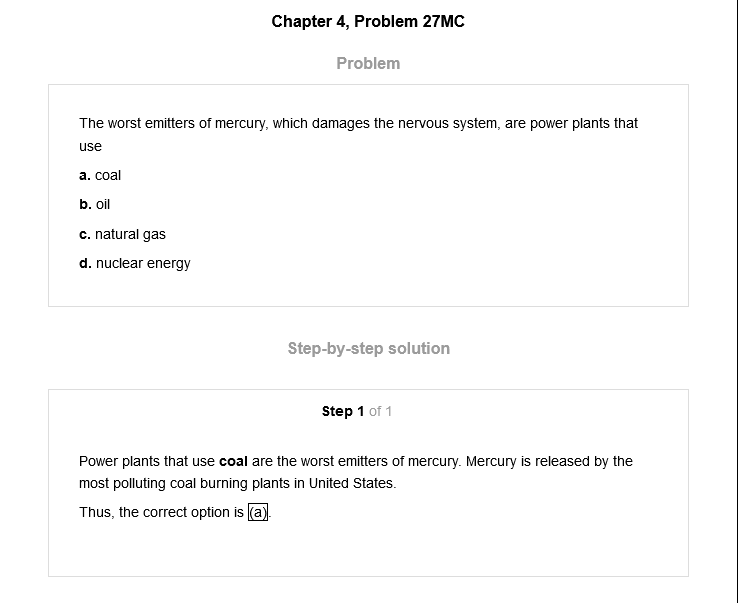 Chapter 4, Problem 27MC
Problem
The worst emitters of mercury, which damages the nervous system, are power plants that
use
a. coal
b. oil
c. natural gas
d. nuclear energy
Step-by-step solution
Step 1 of 1
Power plants that use coal are the worst emitters of mercury. Mercury is released by the
most polluting coal burning plants in United States.
Thus, the correct option is (a).